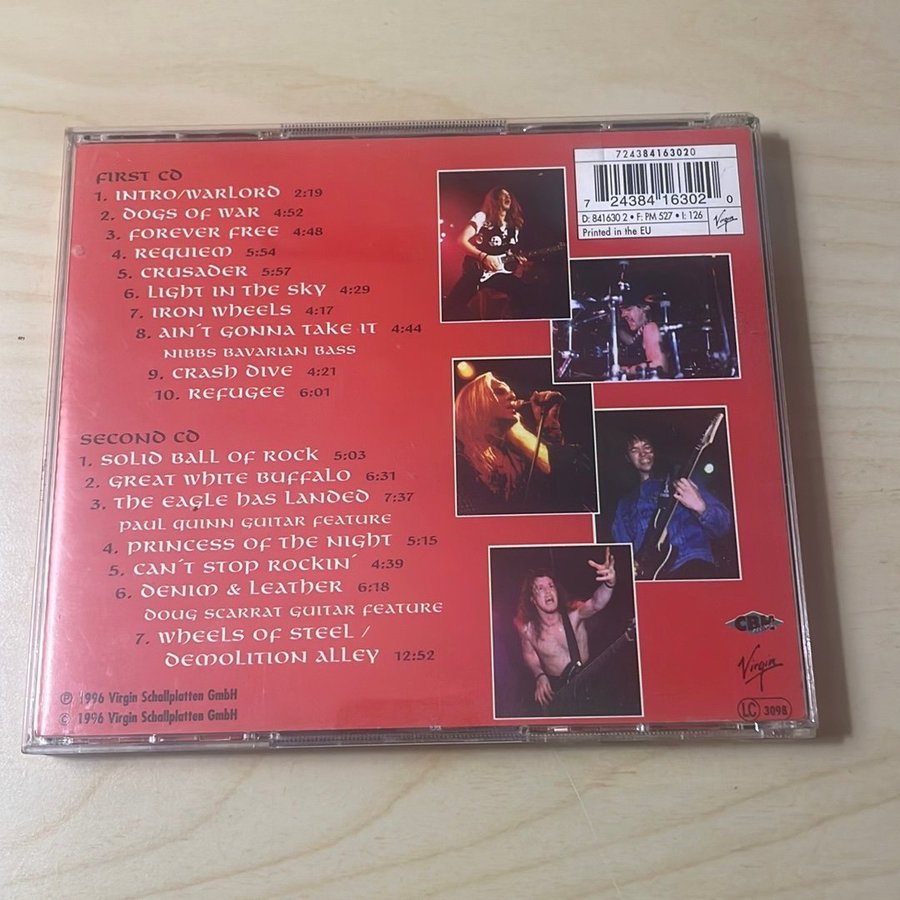 FIRST CD
1. INTRO/WARLORD 2:19
2. DOGS OF WAR 4:52
3. FOREVER FREE 4:48
4. REQUIEM 5:54
5. CRUSADER 5:57
6. LIGHT IN THE SKY 4:29
7. IRON WHEELS 4:17
8. AIN´T GONNA TAKE IT 4:44
NIBBS BAVARIAN BASS
9. CRASH DIVE 4:21
10. REFUGEE 6:01
SECOND CD
1. SOLID BALL OF ROCK 5:03
2. GREAT WHITE BUFFALO 6:31
3. THE EAGLE HAS LANDED 7:37
PAUL QUINN GUITAR FEATURE
4. PRINCESS OF THE NIGHT 5:15
5. CAN´T STOP ROCKIN´ 4:39
6. DENIM & LEATHER 6:18
DOUG SCARRAT GUITAR FEATURE
7. WHEELS OF STEEL /
DEMOLITION ALLEY 12:52
℗ 1996 Virgin Schallplatten GmbH
© 1996 Virgin Schallplatten GmbH
724384163020
7 24384 16302 0
D: 841630 2 • F: PM 527 • I: 126
Printed in the EU
Virgin
CBM
Virgin
LC 3098